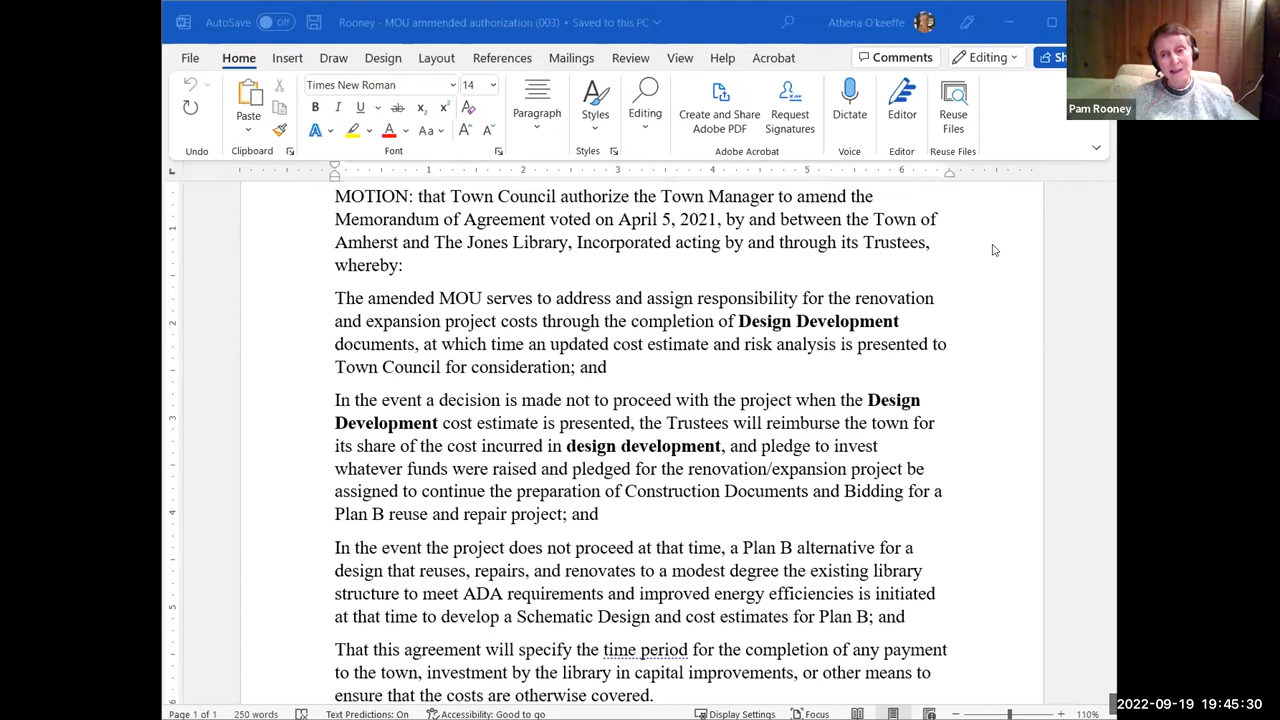 AutoSave Off Rooney - MOU ammended authorization (003) • Saved to this PC Athena O'keeffe
File Home Insert Draw Design Layout References Mailings Review View Help Acrobat Comments Editing Sh
Pam Rooney
Times New Roman 14
Paste Paragraph Styles Editing Create and Share Adobe PDF Request Signatures Dictate Editor Reuse Files
Undo Clipboard Font Styles Adobe Acrobat Voice Editor Reuse Files
1 1 2 3 4 5 6
MOTION: that Town Council authorize the Town Manager to amend the
Memorandum of Agreement voted on April 5, 2021, by and between the Town of
Amherst and The Jones Library, Incorporated acting by and through its Trustees,
whereby:
The amended MOU serves to address and assign responsibility for the renovation
and expansion project costs through the completion of Design Development
documents, at which time an updated cost estimate and risk analysis is presented to
Town Council for consideration; and
In the event a decision is made not to proceed with the project when the Design
Development cost estimate is presented, the Trustees will reimburse the town for
its share of the cost incurred in design development, and pledge to invest
whatever funds were raised and pledged for the renovation/expansion project be
assigned to continue the preparation of Construction Documents and Bidding for a
Plan B reuse and repair project; and
In the event the project does not proceed at that time, a Plan B alternative for a
design that reuses, repairs, and renovates to a modest degree the existing library
structure to meet ADA requirements and improved energy efficiencies is initiated
at that time to develop a Schematic Design and cost estimates for Plan B; and
That this agreement will specify the time period for the completion of any payment
to the town, investment by the library in capital improvements, or other means to
ensure that the costs are otherwise covered.
Page 1 of 1 250 words Text Predictions: On Accessibility: Good to go Display Settings Focus 110%
2022-09-19 19:45:30